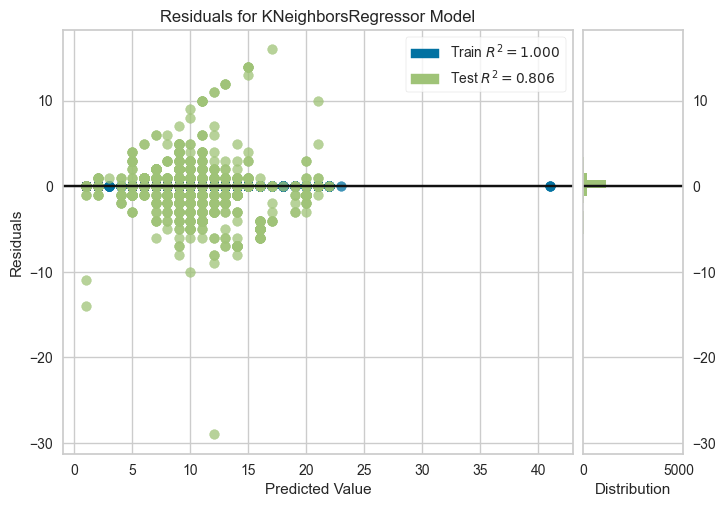 Residuals for KNeighborsRegressor Model
Train R² = 1.000
Test R² = 0.806
10
0
−10
−20
−30
Residuals
0 5 10 15 20 25 30 35 40
Predicted Value
10
0
−10
−20
−30
0 5000
Distribution